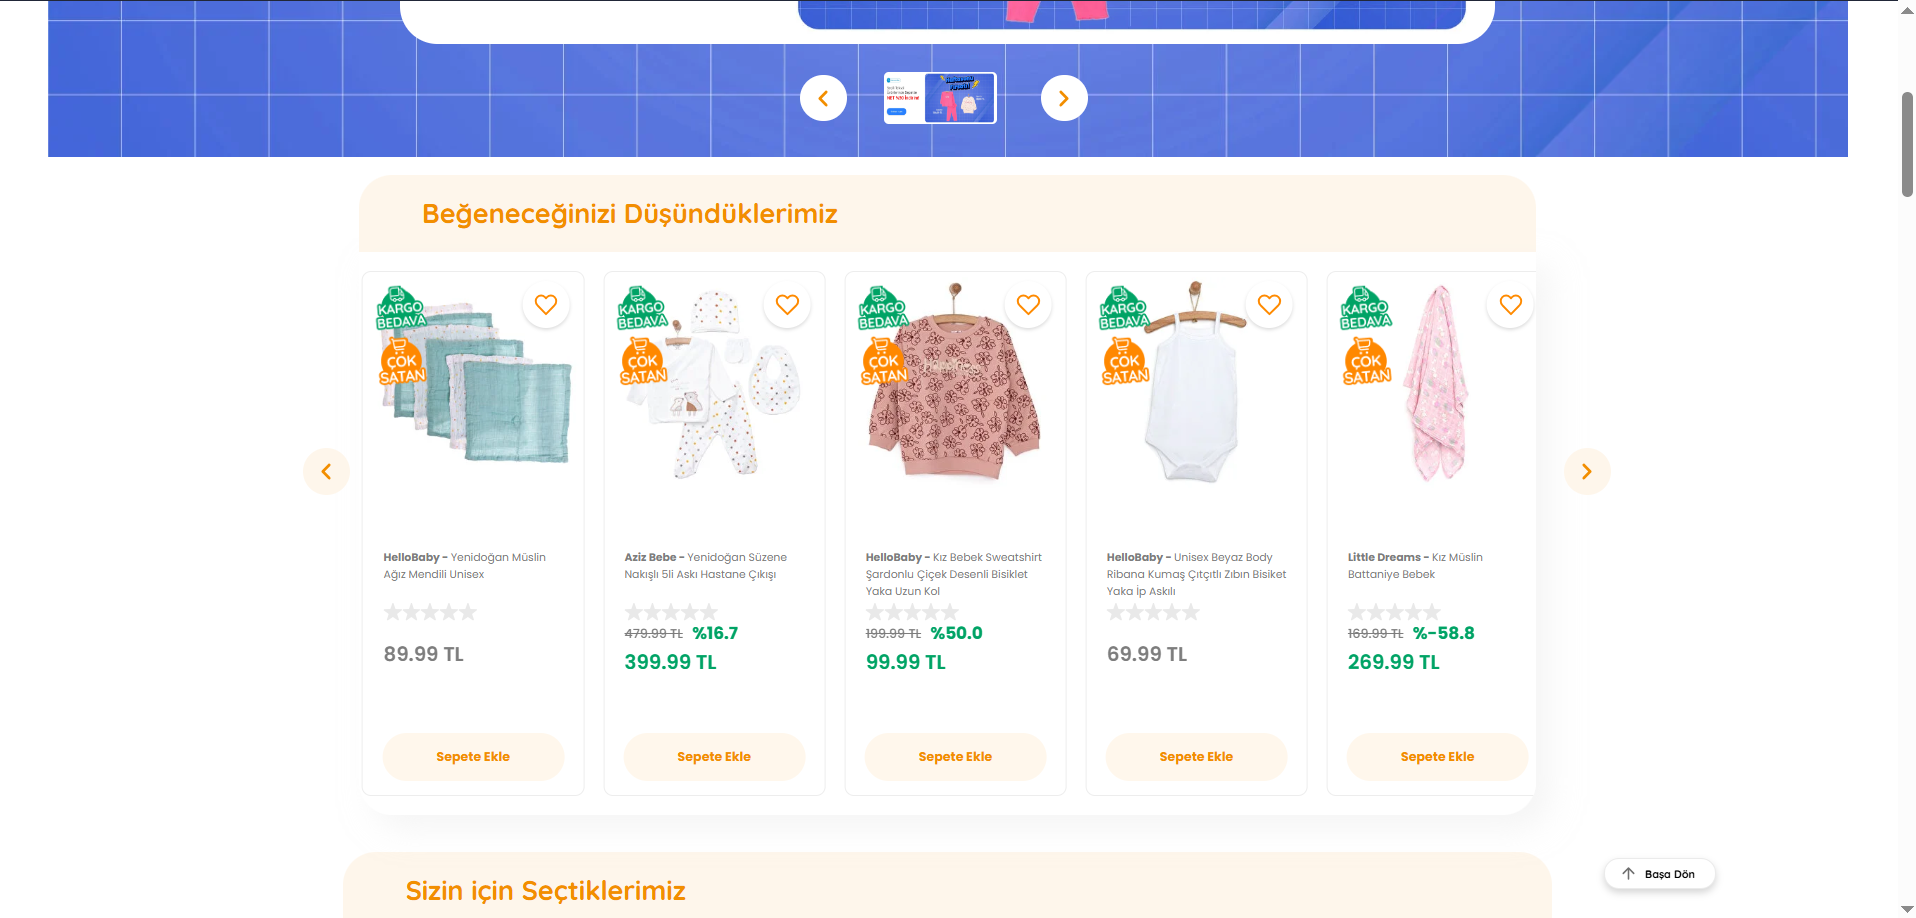 Beğeneceğinizi Düşündüklerimiz
KARGO
BEDAVA
ÇOK
SATAN
HelloBaby - Yenidoğan Müslin
Ağız Mendili Unisex
89.99 TL
Sepete Ekle
KARGO
BEDAVA
ÇOK
SATAN
Aziz Bebe - Yenidoğan Süzene
Nakışlı 5li Askı Hastane Çıkışı
479.99 TL %16.7
399.99 TL
Sepete Ekle
KARGO
BEDAVA
ÇOK
SATAN
HelloBaby - Kız Bebek Sweatshirt
Şardonlu Çiçek Desenli Bisiklet
Yaka Uzun Kol
199.99 TL %50.0
99.99 TL
Sepete Ekle
KARGO
BEDAVA
ÇOK
SATAN
HelloBaby - Unisex Beyaz Body
Ribana Kumaş Çıtçıtlı Zıbın Bisiket
Yaka İp Askılı
69.99 TL
Sepete Ekle
KARGO
BEDAVA
ÇOK
SATAN
Little Dreams - Kız Müslin
Battaniye Bebek
169.99 TL %-58.8
269.99 TL
Sepete Ekle
Sizin için Seçtiklerimiz
Başa Dön